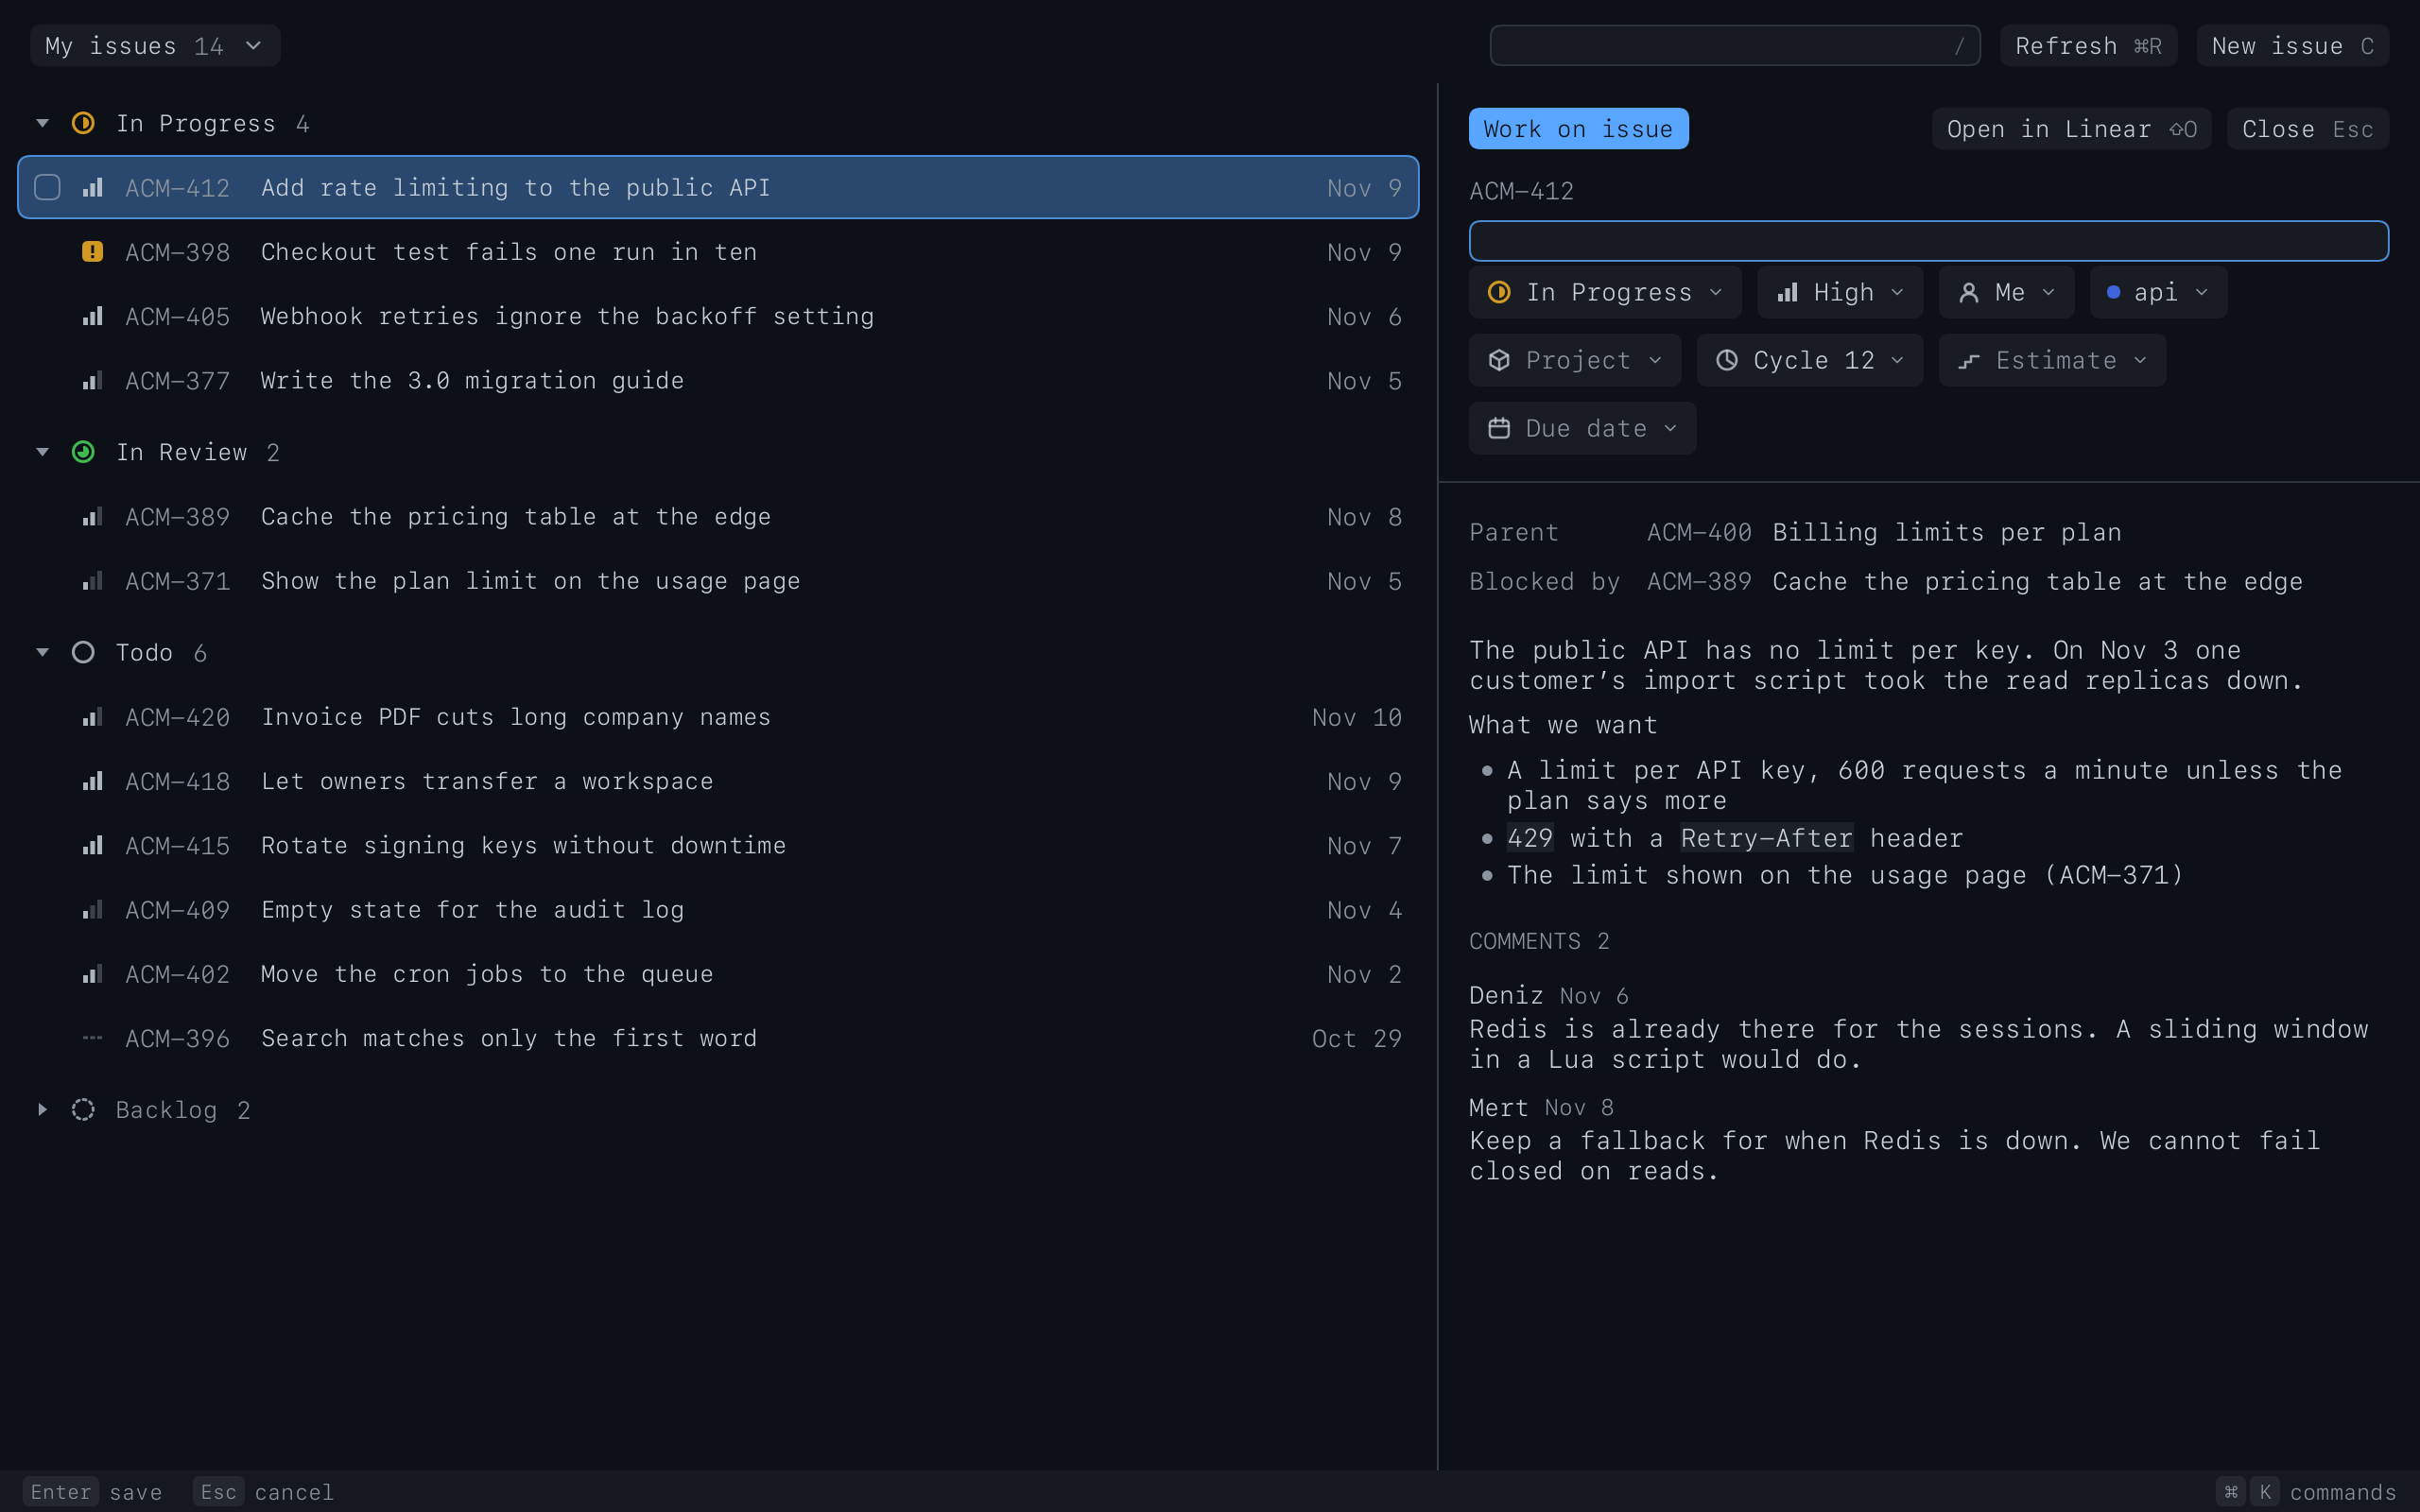 My issues 14
/
Refresh ⌘R
New issue C
In Progress 4
ACM-412 Add rate limiting to the public API Nov 9
ACM-398 Checkout test fails one run in ten Nov 9
ACM-405 Webhook retries ignore the backoff setting Nov 6
ACM-377 Write the 3.0 migration guide Nov 5
In Review 2
ACM-389 Cache the pricing table at the edge Nov 8
ACM-371 Show the plan limit on the usage page Nov 5
Todo 6
ACM-420 Invoice PDF cuts long company names Nov 10
ACM-418 Let owners transfer a workspace Nov 9
ACM-415 Rotate signing keys without downtime Nov 7
ACM-409 Empty state for the audit log Nov 4
ACM-402 Move the cron jobs to the queue Nov 2
ACM-396 Search matches only the first word Oct 29
Backlog 2
Work on issue
Open in Linear ⇧O
Close Esc
ACM-412
In Progress
High
Me
api
Project
Cycle 12
Estimate
Due date
Parent ACM-400 Billing limits per plan
Blocked by ACM-389 Cache the pricing table at the edge
The public API has no limit per key. On Nov 3 one
customer’s import script took the read replicas down.
What we want
• A limit per API key, 600 requests a minute unless the
plan says more
• 429 with a Retry-After header
• The limit shown on the usage page (ACM-371)
COMMENTS 2
Deniz Nov 6
Redis is already there for the sessions. A sliding window
in a Lua script would do.
Mert Nov 8
Keep a fallback for when Redis is down. We cannot fail
closed on reads.
Enter save Esc cancel
⌘ K commands